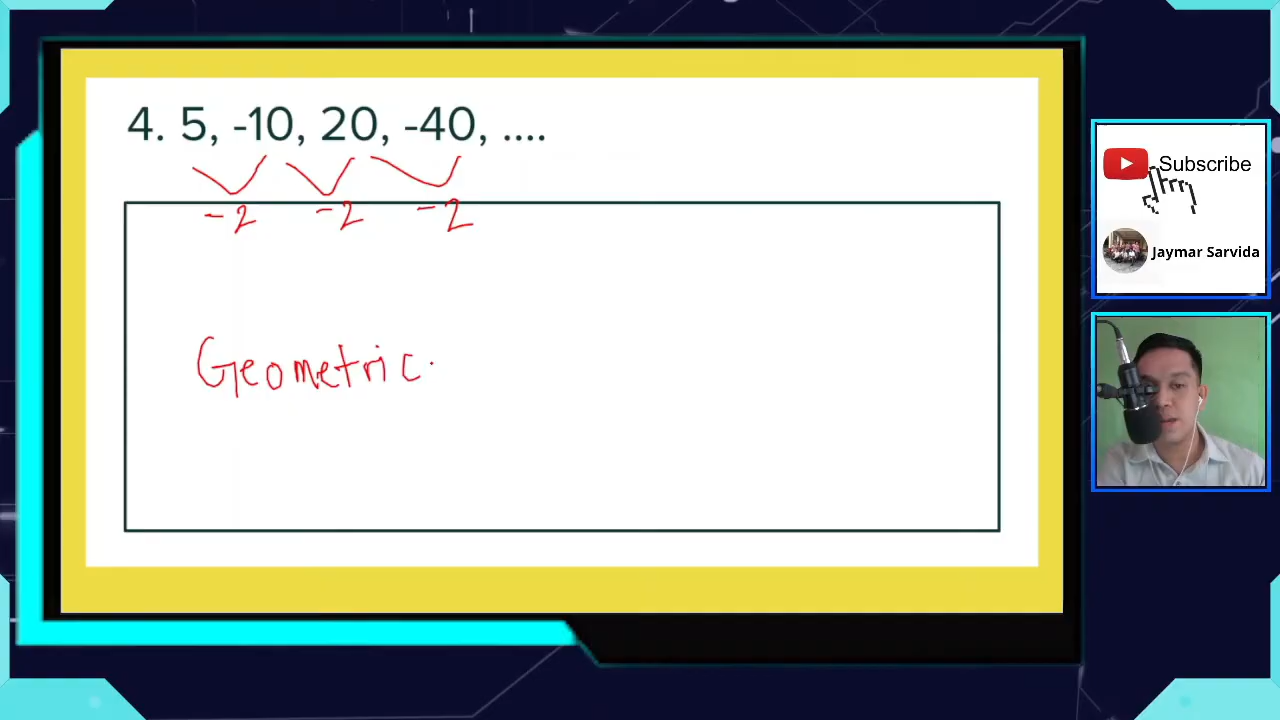 4. 5, -10, 20, -40, ....
-2 -2 -2
Geometric
Subscribe
Jaymar Sarvida